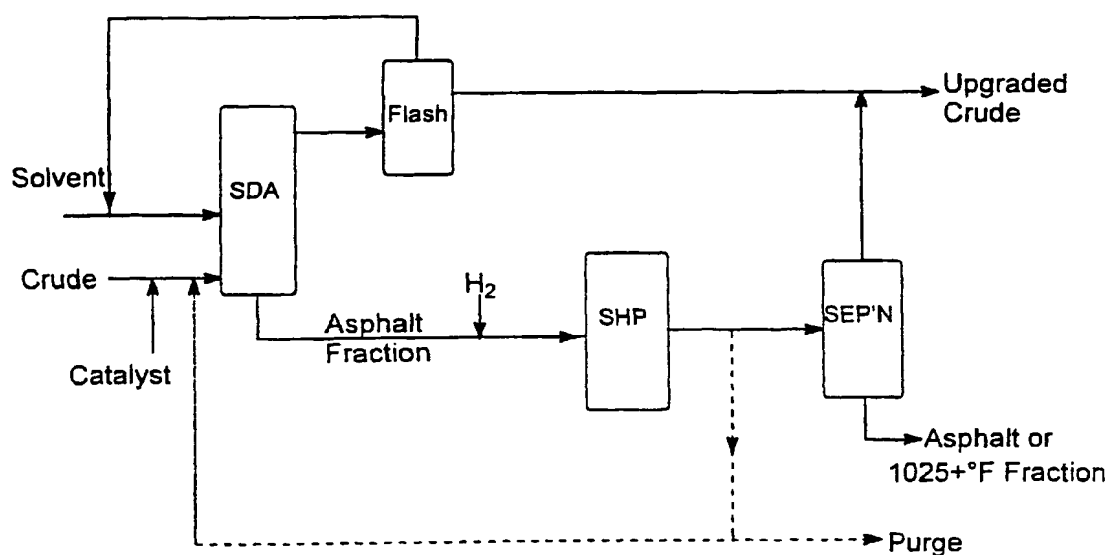 Upgraded
Crude
Flash
SDA
Solvent
Crude
H2
SHP
SEP'N
Asphalt
Fraction
Catalyst
Asphalt or
1025+°F Fraction
Purge